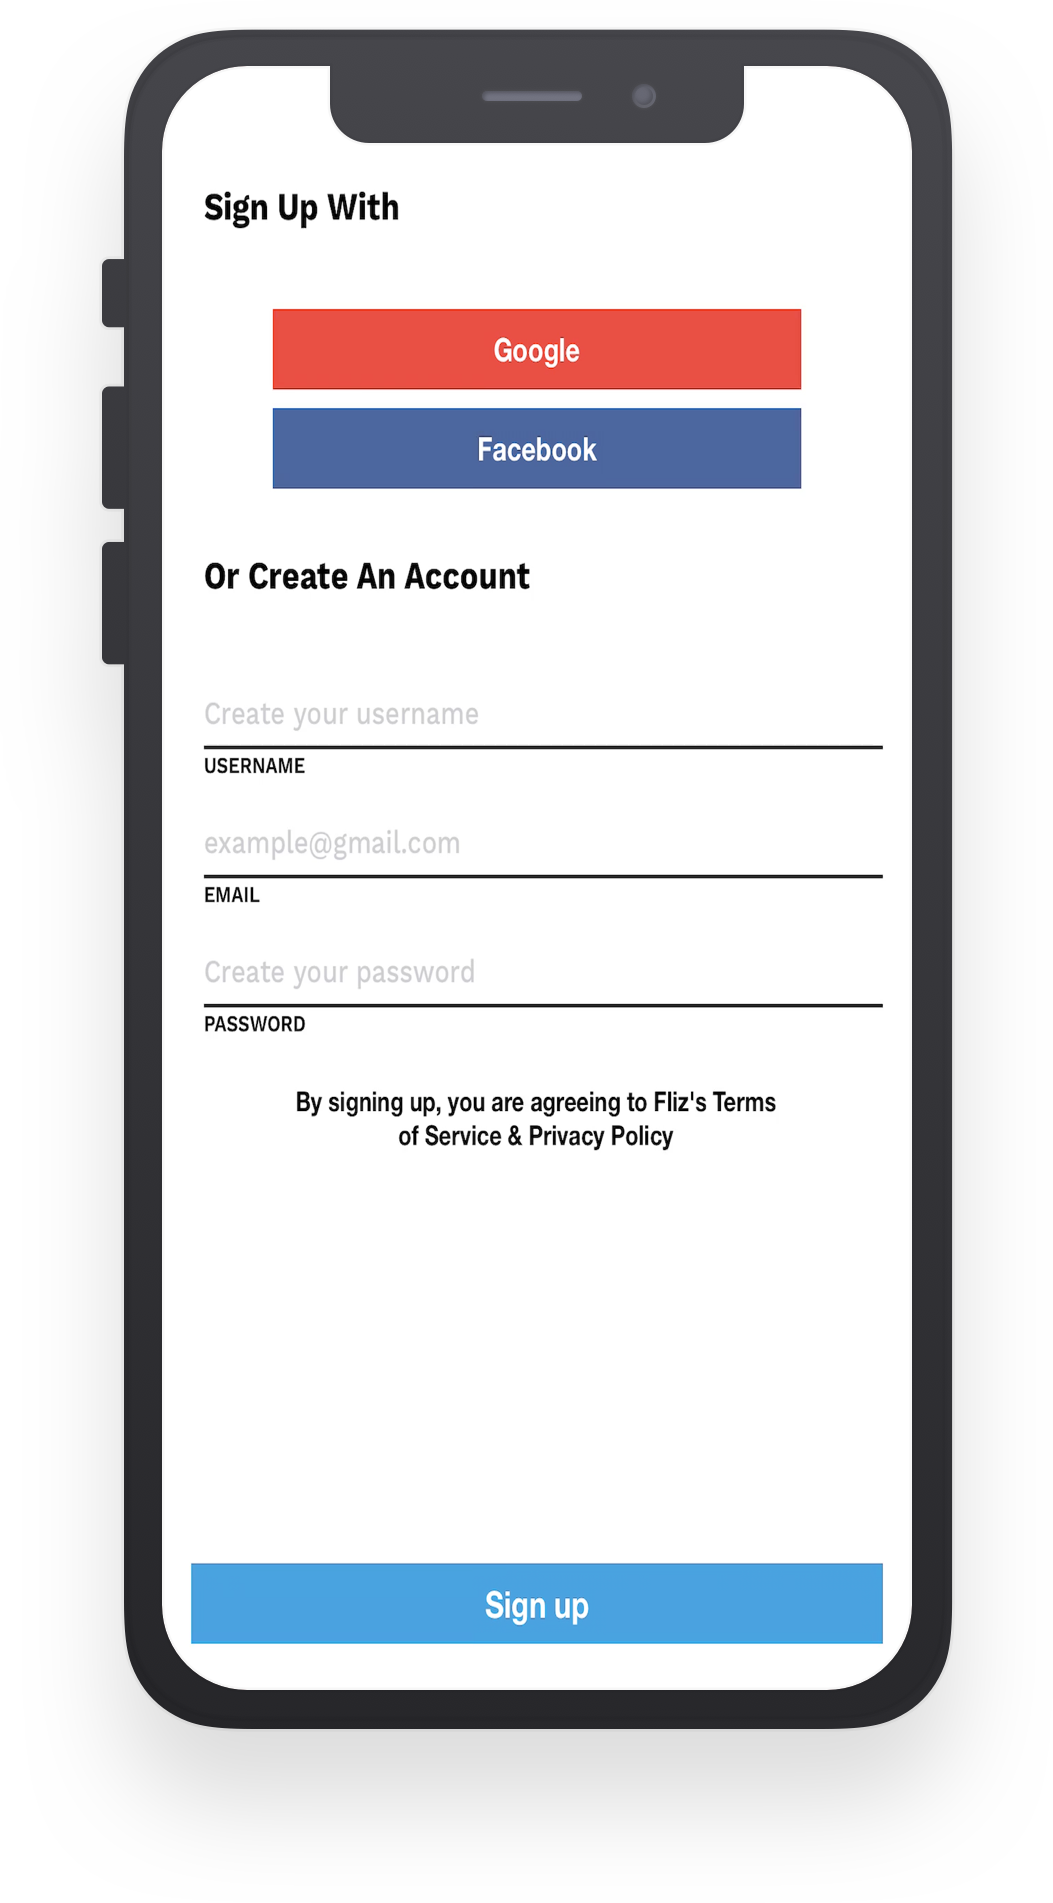 Sign Up With
Google
Facebook
Or Create An Account
Create your username
USERNAME
example@gmail.com
EMAIL
Create your password
PASSWORD
By signing up, you are agreeing to Fliz's Terms
of Service & Privacy Policy
Sign up